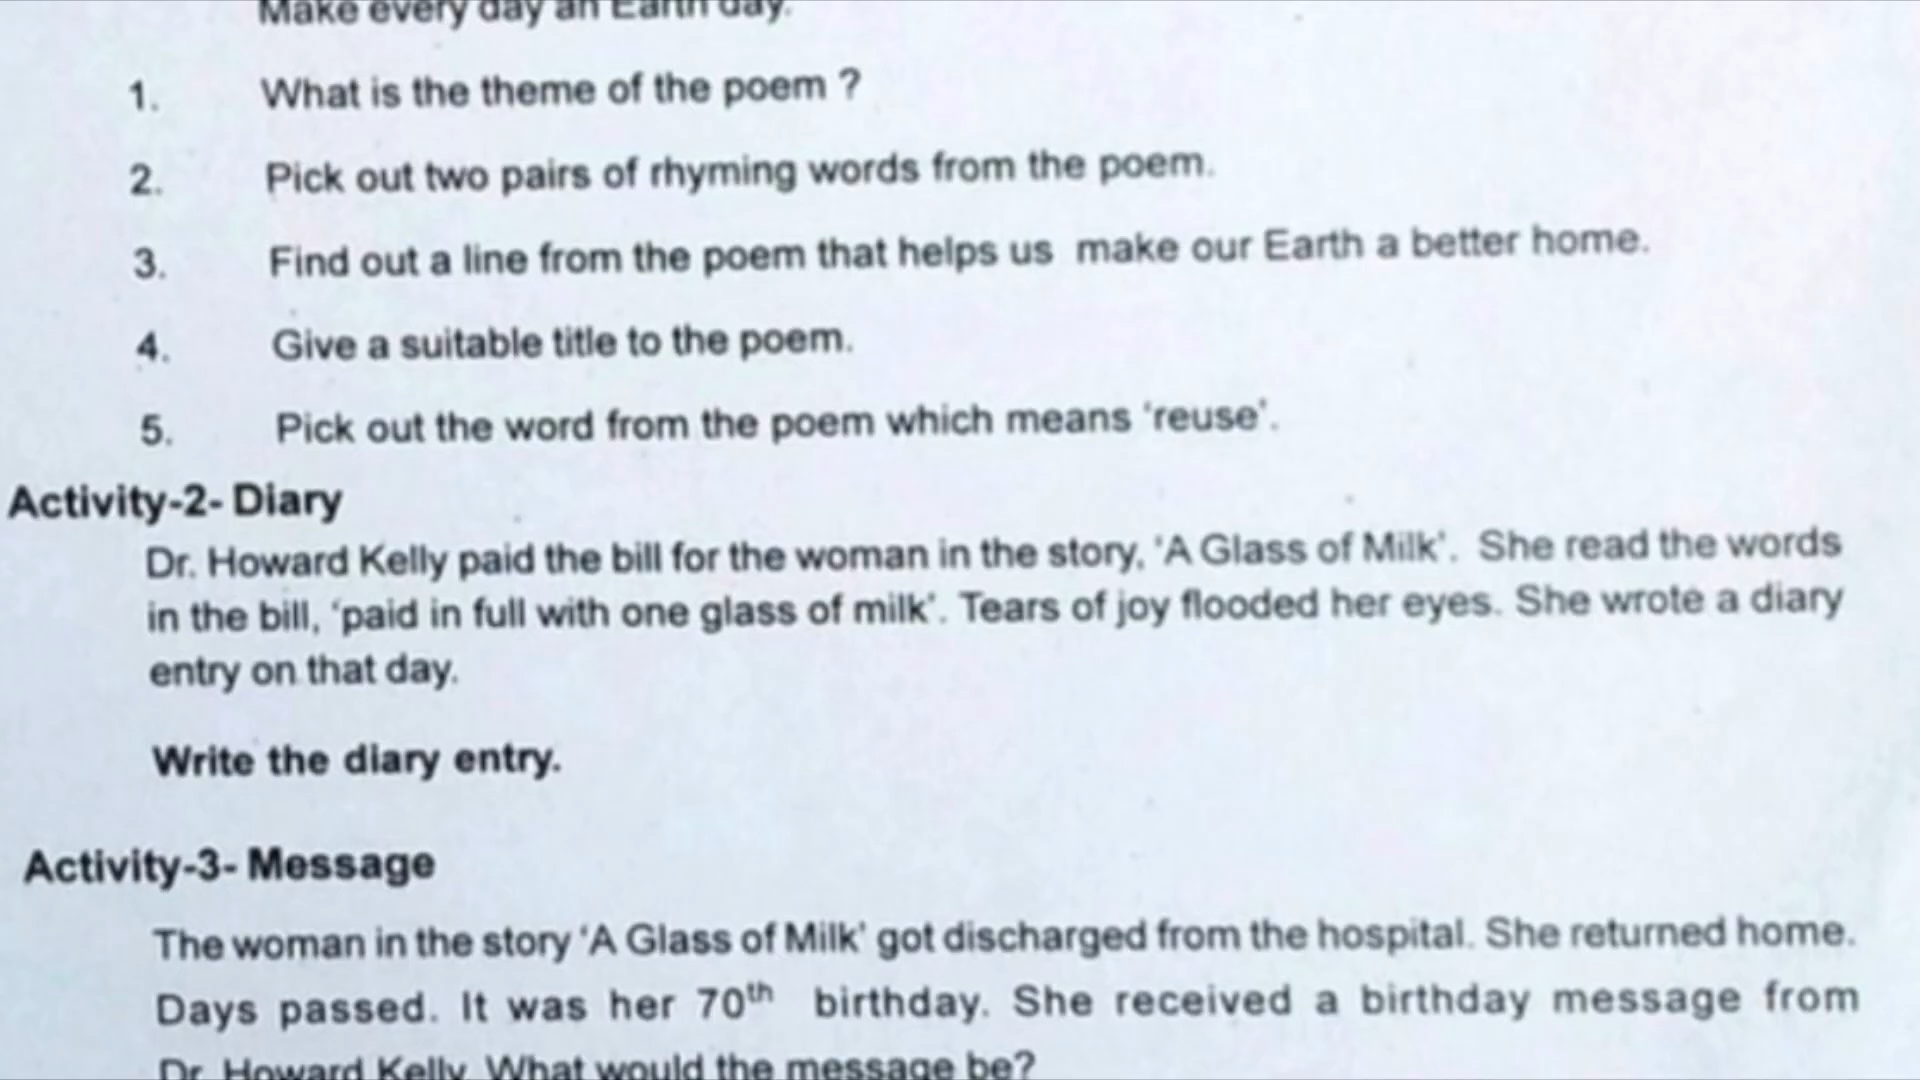 Make every day an Earth day.
1. What is the theme of the poem ?
2. Pick out two pairs of rhyming words from the poem.
3. Find out a line from the poem that helps us make our Earth a better home.
4. Give a suitable title to the poem.
5. Pick out the word from the poem which means 'reuse'.
Activity-2- Diary
Dr. Howard Kelly paid the bill for the woman in the story, 'A Glass of Milk'. She read the words
in the bill, 'paid in full with one glass of milk'. Tears of joy flooded her eyes. She wrote a diary
entry on that day.
Write the diary entry.
Activity-3- Message
The woman in the story 'A Glass of Milk' got discharged from the hospital. She returned home.
Days passed. It was her 70th birthday. She received a birthday message from
Dr. Howard Kelly. What would the message be?